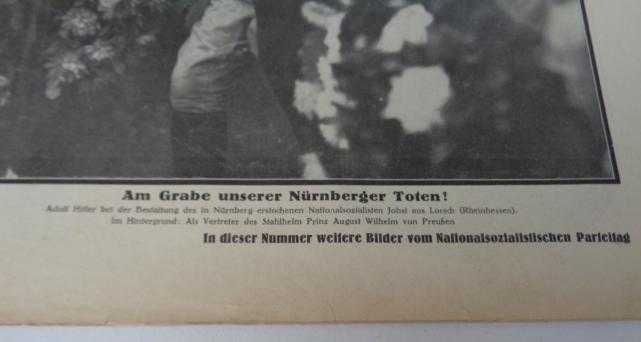 Am Grabe unserer Nürnberger Toten!
Adolf Hitler bei der Bestattung des in Nürnberg erstochenen Nationalsozialisten Johst aus Lorsch (Rheinhessen).
Im Hintergrund: Als Vertreter des Stahlhelm Prinz August Wilhelm von Preußen
In dieser Nummer weitere Bilder vom Nationalsozialistischen Parteitag